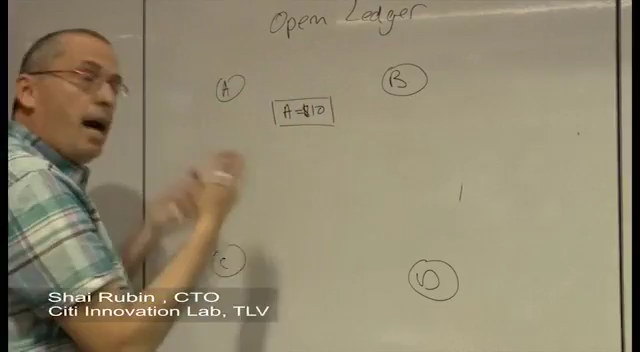 Open Ledger
A
B
A = $10
C
D
Shai Rubin , CTO
Citi Innovation Lab, TLV